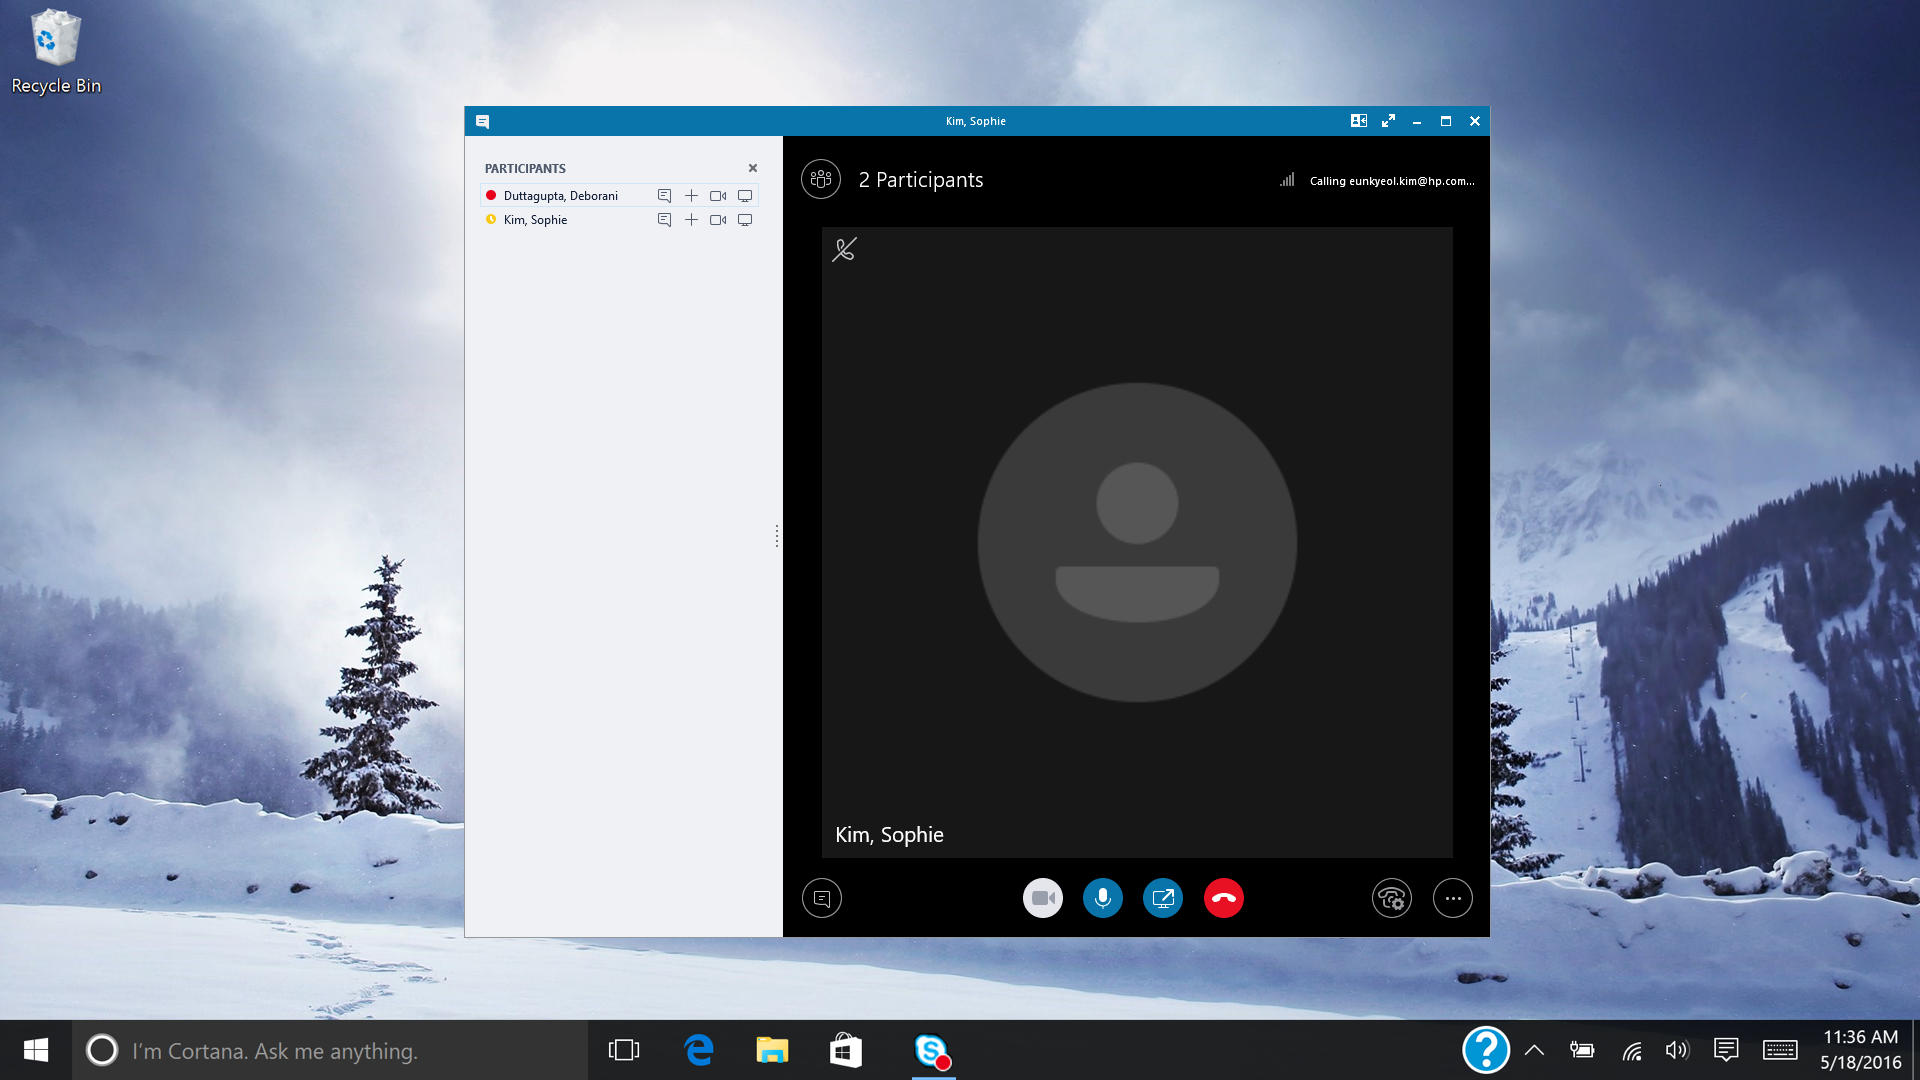 Recycle Bin
Kim, Sophie
PARTICIPANTS
Duttagupta, Deborani
Kim, Sophie
2 Participants
Calling eunkyeol.kim@hp.com...
Kim, Sophie
I'm Cortana. Ask me anything.
11:36 AM
5/18/2016